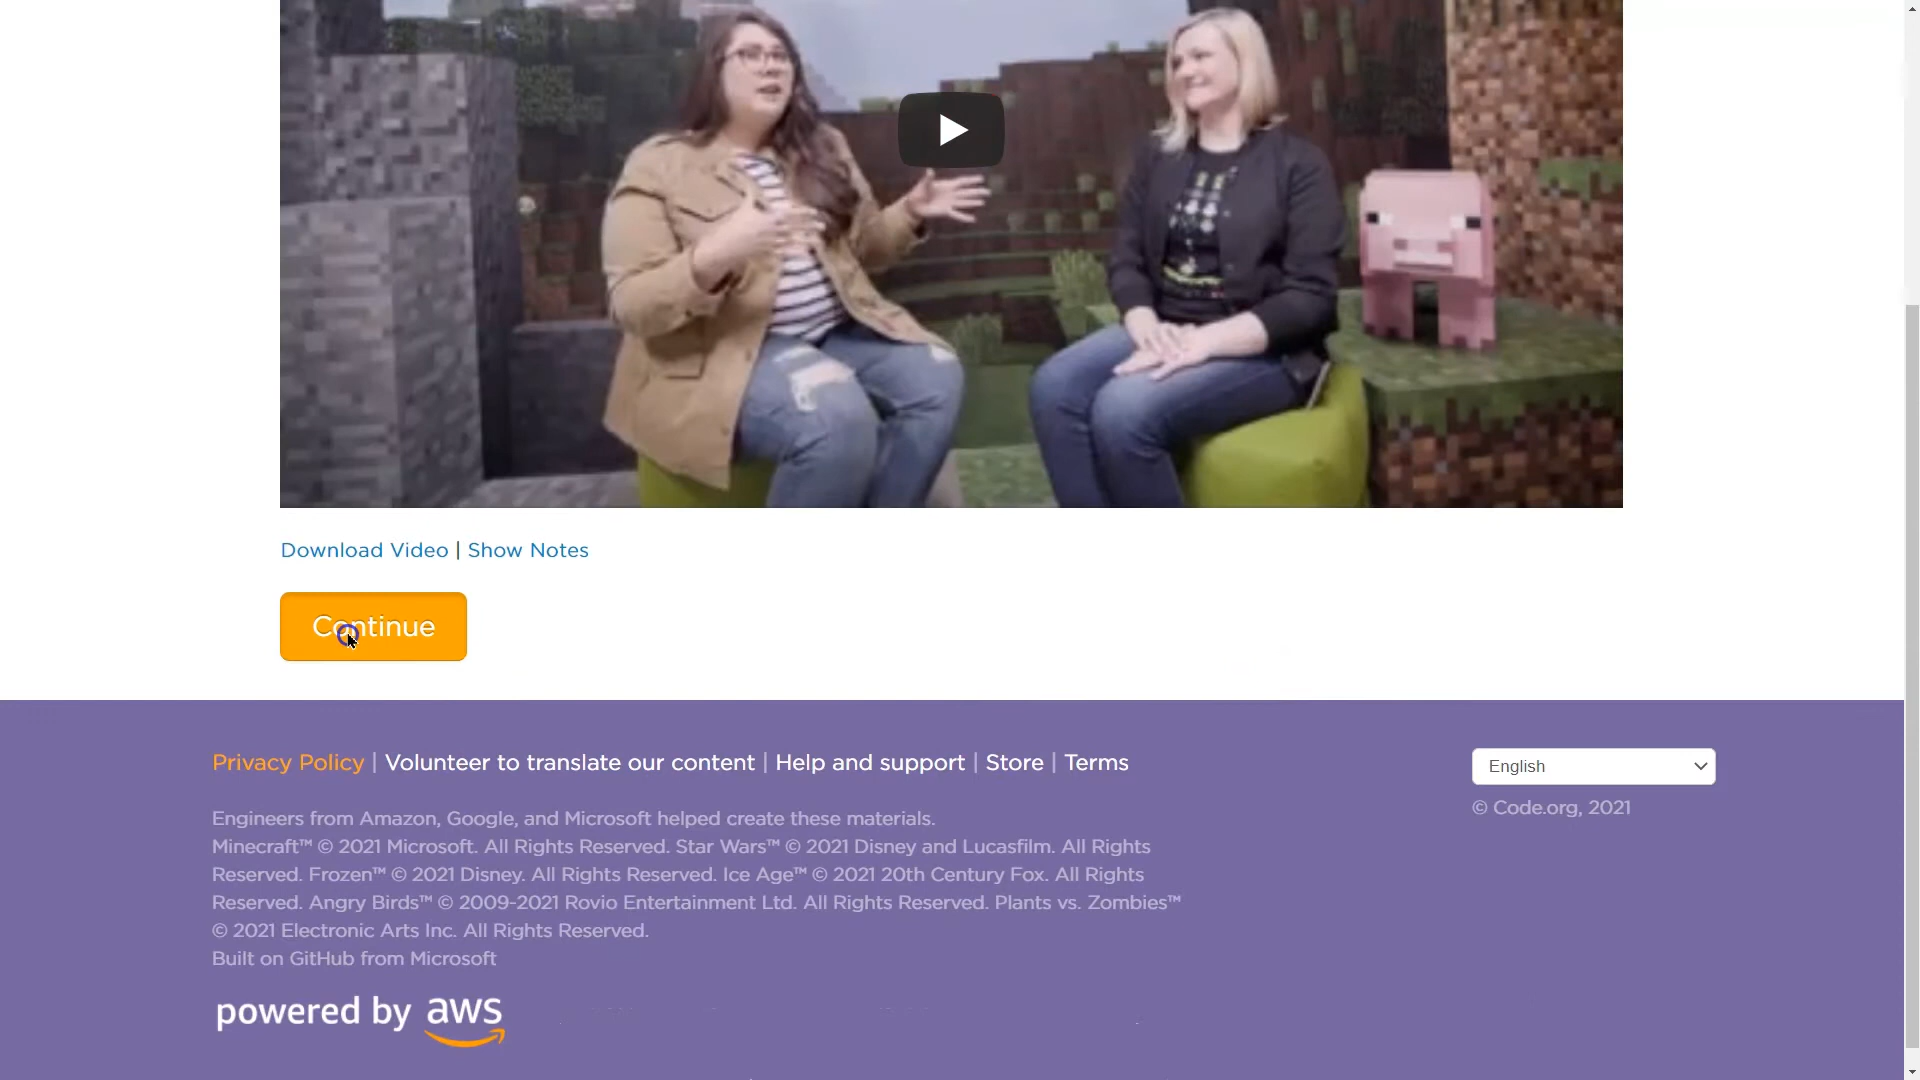 Download Video | Show Notes
Continue
Privacy Policy | Volunteer to translate our content | Help and support | Store | Terms
English
© Code.org, 2021
Engineers from Amazon, Google, and Microsoft helped create these materials.
Minecraft™ © 2021 Microsoft. All Rights Reserved. Star Wars™ © 2021 Disney and Lucasfilm. All Rights
Reserved. Frozen™ © 2021 Disney. All Rights Reserved. Ice Age™ © 2021 20th Century Fox. All Rights
Reserved. Angry Birds™ © 2009-2021 Rovio Entertainment Ltd. All Rights Reserved. Plants vs. Zombies™
© 2021 Electronic Arts Inc. All Rights Reserved.
Built on GitHub from Microsoft
powered by aws